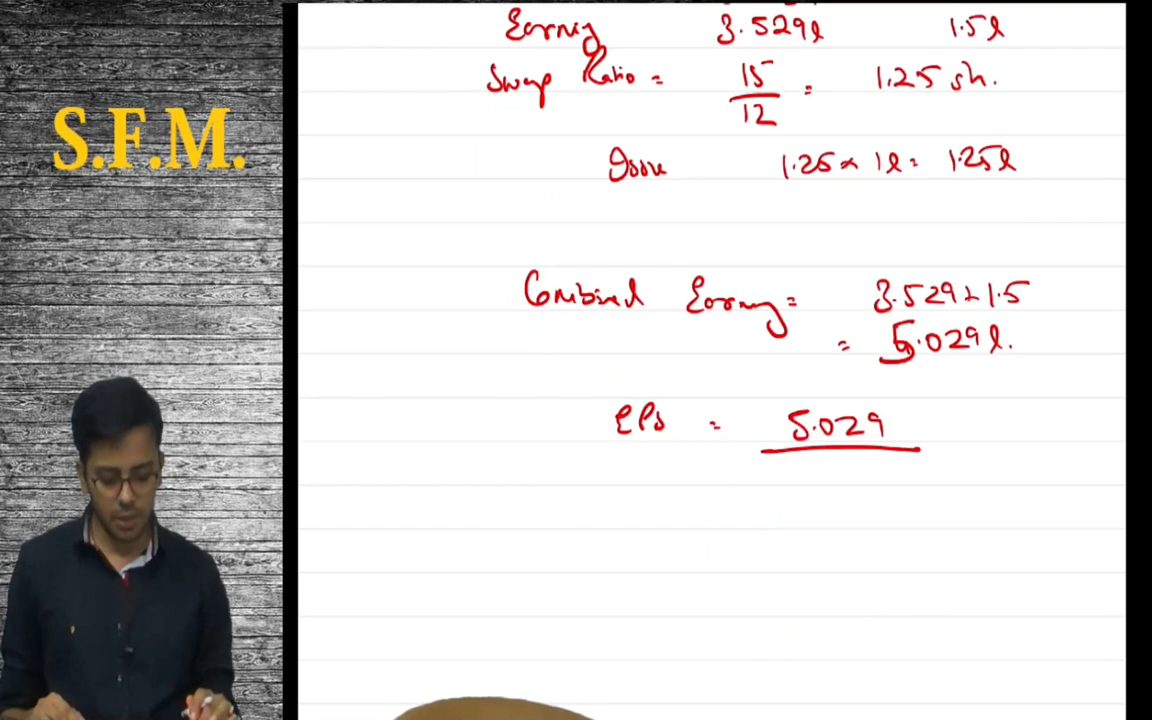 S.F.M.
Earning 3.529l 1.5l
Swap Ratio = 15/12 = 1.25 sh.
Issue 1.25 × 1l = 1.25l
Combined Earning = 3.529 + 1.5
= 5.029 l.
EPS = 5.029